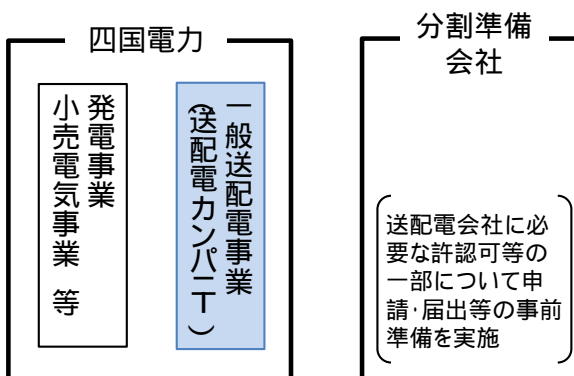 四国電力
発電事業
小売電気事業 等
一般送配電事業
(送配電カンパニー)
分割準備
会社
送配電会社に必
要な許認可等の
一部について申
請・届出等の事前
準備を実施